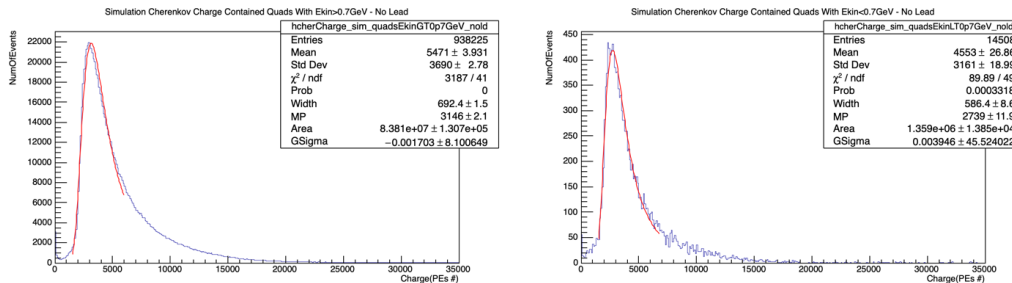 Simulation Cherenkov Charge Contained Quads With Ekin>0.7GeV - No Lead
NumOfEvents
22000
20000
18000
16000
14000
12000
10000
8000
6000
4000
2000
0
0 5000 10000 15000 20000 25000 30000 35000
Charge(PEs #)
hcherCharge_sim_quadsEkinGT0p7GeV_nold
Entries 938225
Mean 5471 ± 3.931
Std Dev 3690 ± 2.78
χ² / ndf 3187 / 41
Prob 0
Width 692.4 ± 1.5
MP 3146 ± 2.1
Area 8.381e+07 ± 1.307e+05
GSigma −0.001703 ± 8.100649
Simulation Cherenkov Charge Contained Quads With Ekin<0.7GeV - No Lead
NumOfEvents
450
400
350
300
250
200
150
100
50
0
0 5000 10000 15000 20000 25000 30000 35000
Charge(PEs #)
hcherCharge_sim_quadsEkinLT0p7GeV_nold
Entries 14508
Mean 4553 ± 26.86
Std Dev 3161 ± 18.99
χ² / ndf 89.89 / 49
Prob 0.0003318
Width 586.4 ± 8.6
MP 2739 ± 11.9
Area 1.359e+06 ± 1.385e+04
GSigma 0.003946 ± 45.524022